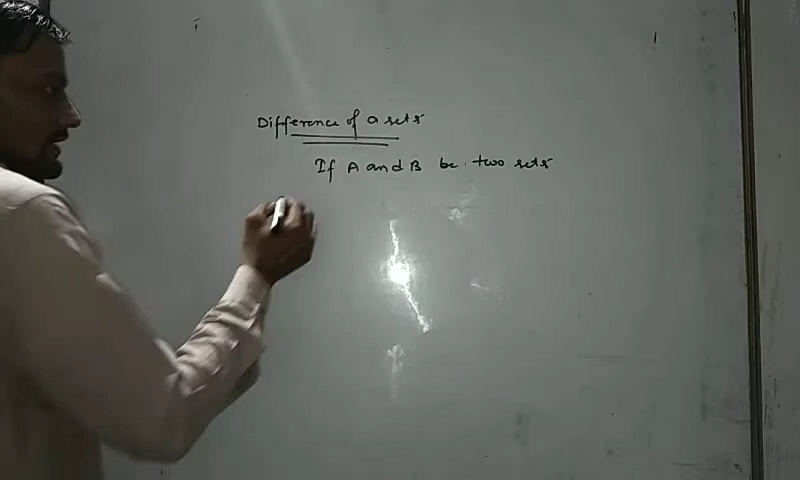 Difference of a sets
If A and B be two sets